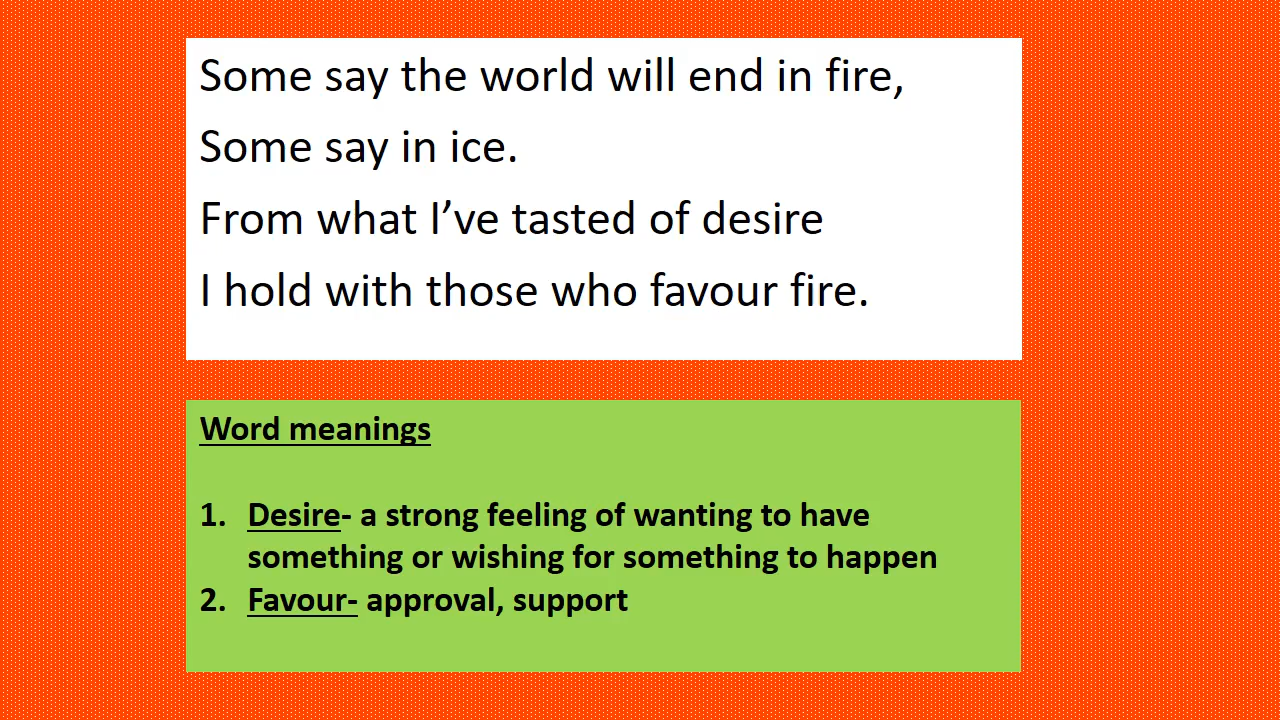 Some say the world will end in fire,
Some say in ice.
From what I’ve tasted of desire
I hold with those who favour fire.
Word meanings
1. Desire- a strong feeling of wanting to have
something or wishing for something to happen
2. Favour- approval, support